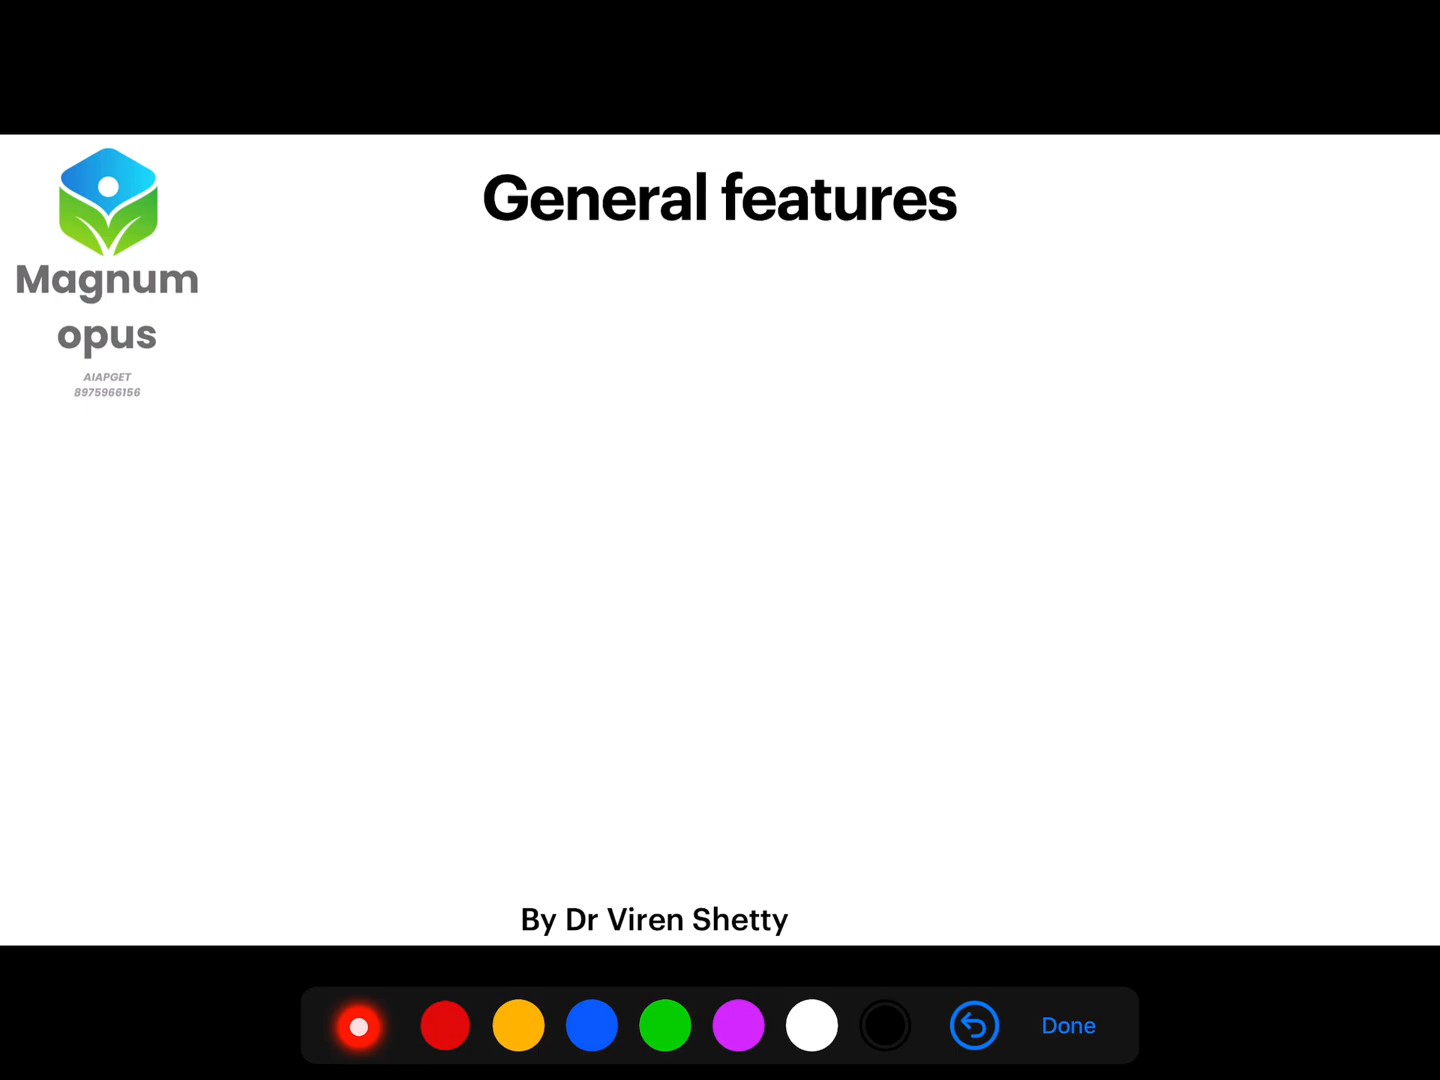 General features
Magnum
opus
AIAPGET
8975966156
By Dr Viren Shetty
Done